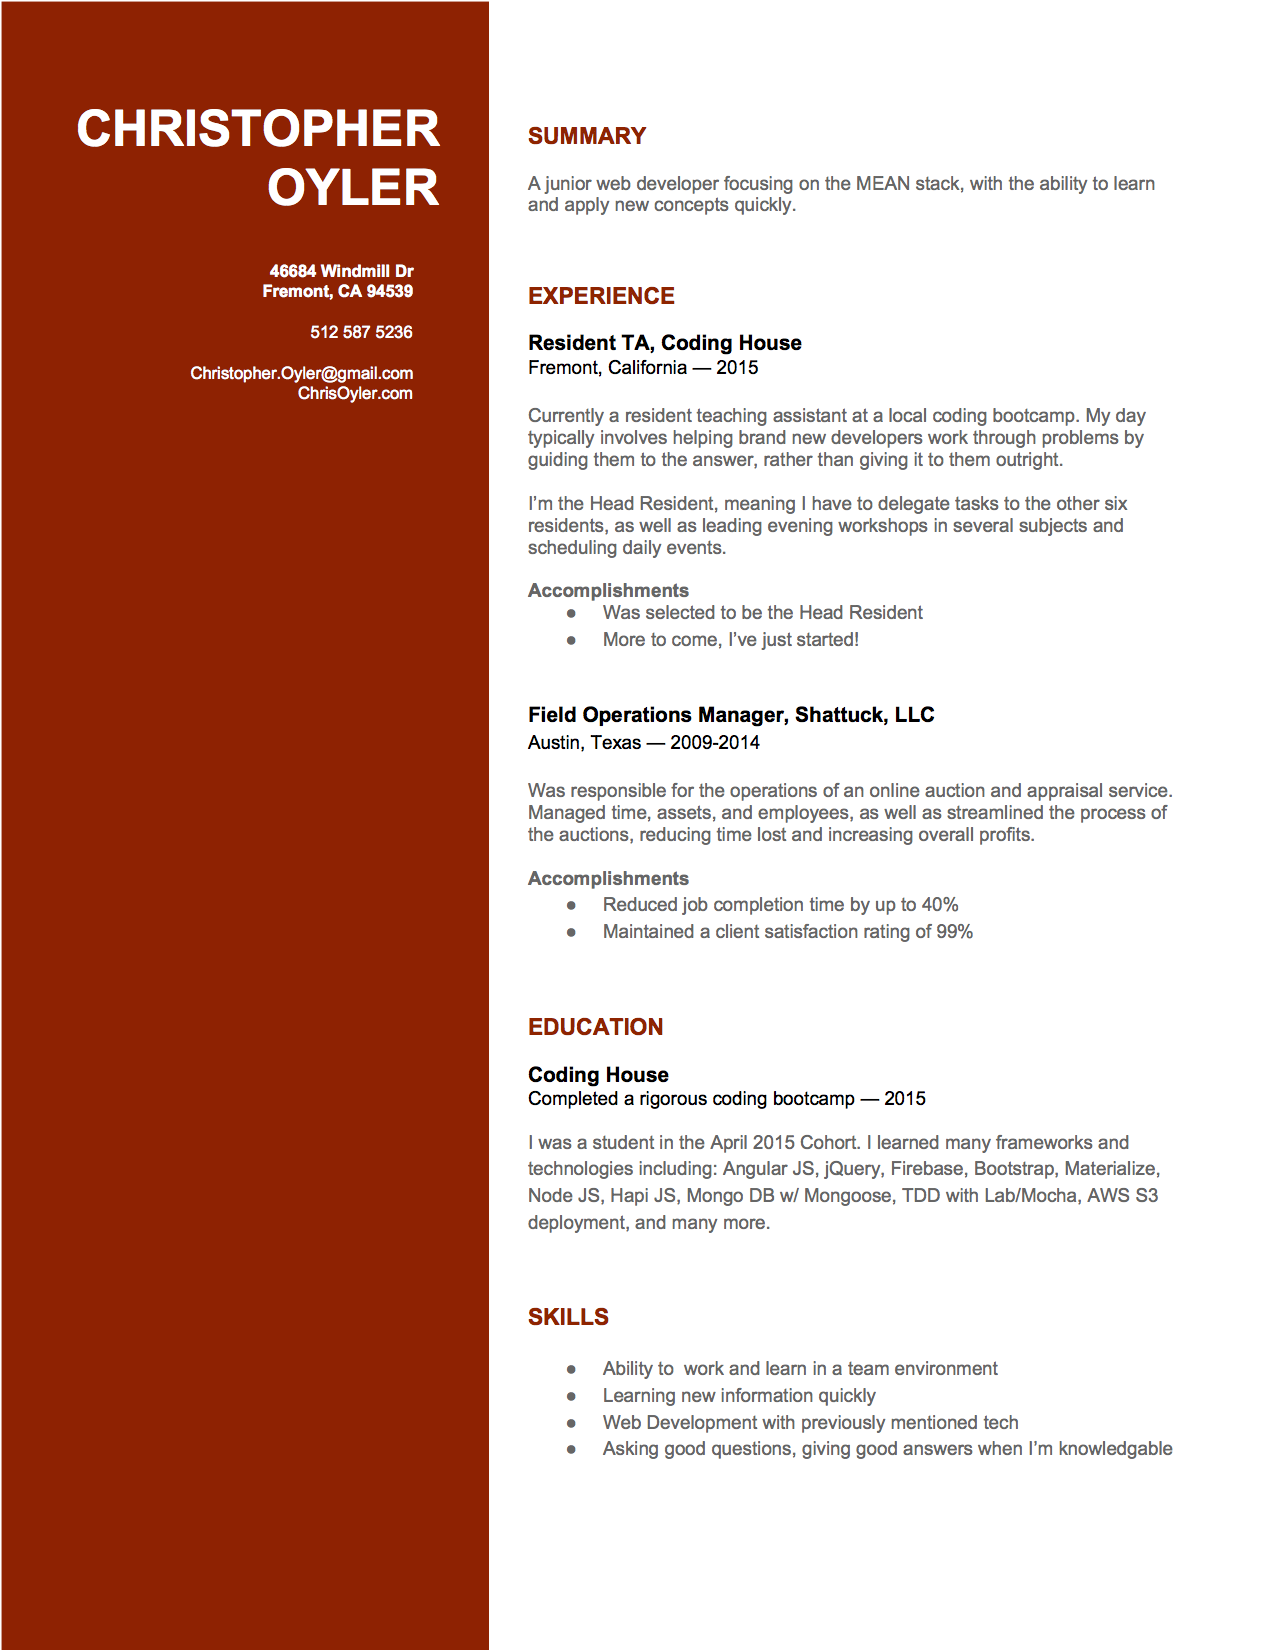 CHRISTOPHER
OYLER
46684 Windmill Dr
Fremont, CA 94539
512 587 5236
Christopher.Oyler@gmail.com
ChrisOyler.com
SUMMARY
A junior web developer focusing on the MEAN stack, with the ability to learn
and apply new concepts quickly.
EXPERIENCE
Resident TA, Coding House
Fremont, California — 2015
Currently a resident teaching assistant at a local coding bootcamp. My day
typically involves helping brand new developers work through problems by
guiding them to the answer, rather than giving it to them outright.
I’m the Head Resident, meaning I have to delegate tasks to the other six
residents, as well as leading evening workshops in several subjects and
scheduling daily events.
Accomplishments
● Was selected to be the Head Resident
● More to come, I’ve just started!
Field Operations Manager, Shattuck, LLC
Austin, Texas — 2009-2014
Was responsible for the operations of an online auction and appraisal service.
Managed time, assets, and employees, as well as streamlined the process of
the auctions, reducing time lost and increasing overall profits.
Accomplishments
● Reduced job completion time by up to 40%
● Maintained a client satisfaction rating of 99%
EDUCATION
Coding House
Completed a rigorous coding bootcamp — 2015
I was a student in the April 2015 Cohort. I learned many frameworks and
technologies including: Angular JS, jQuery, Firebase, Bootstrap, Materialize,
Node JS, Hapi JS, Mongo DB w/ Mongoose, TDD with Lab/Mocha, AWS S3
deployment, and many more.
SKILLS
● Ability to  work and learn in a team environment
● Learning new information quickly
● Web Development with previously mentioned tech
● Asking good questions, giving good answers when I’m knowledgable